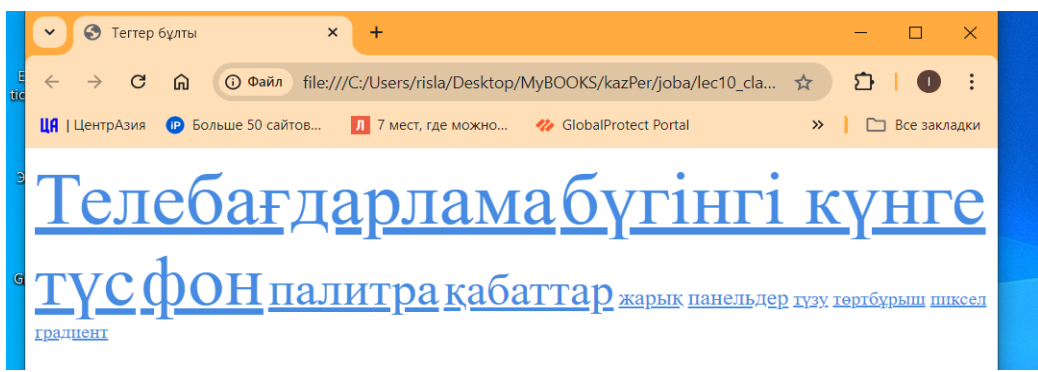 Тегтер бұлты
Файл file:///C:/Users/risla/Desktop/MyBOOKS/kazPer/joba/lec10_cla...
ЦА | ЦентрАзия iP Больше 50 сайтов... Л 7 мест, где можно... GlobalProtect Portal » Все закладки
Телебағдарлама бүгінгі күнге
түс фон палитра қабаттар жарық панельдер түзу төртбұрыш пиксел
градиент